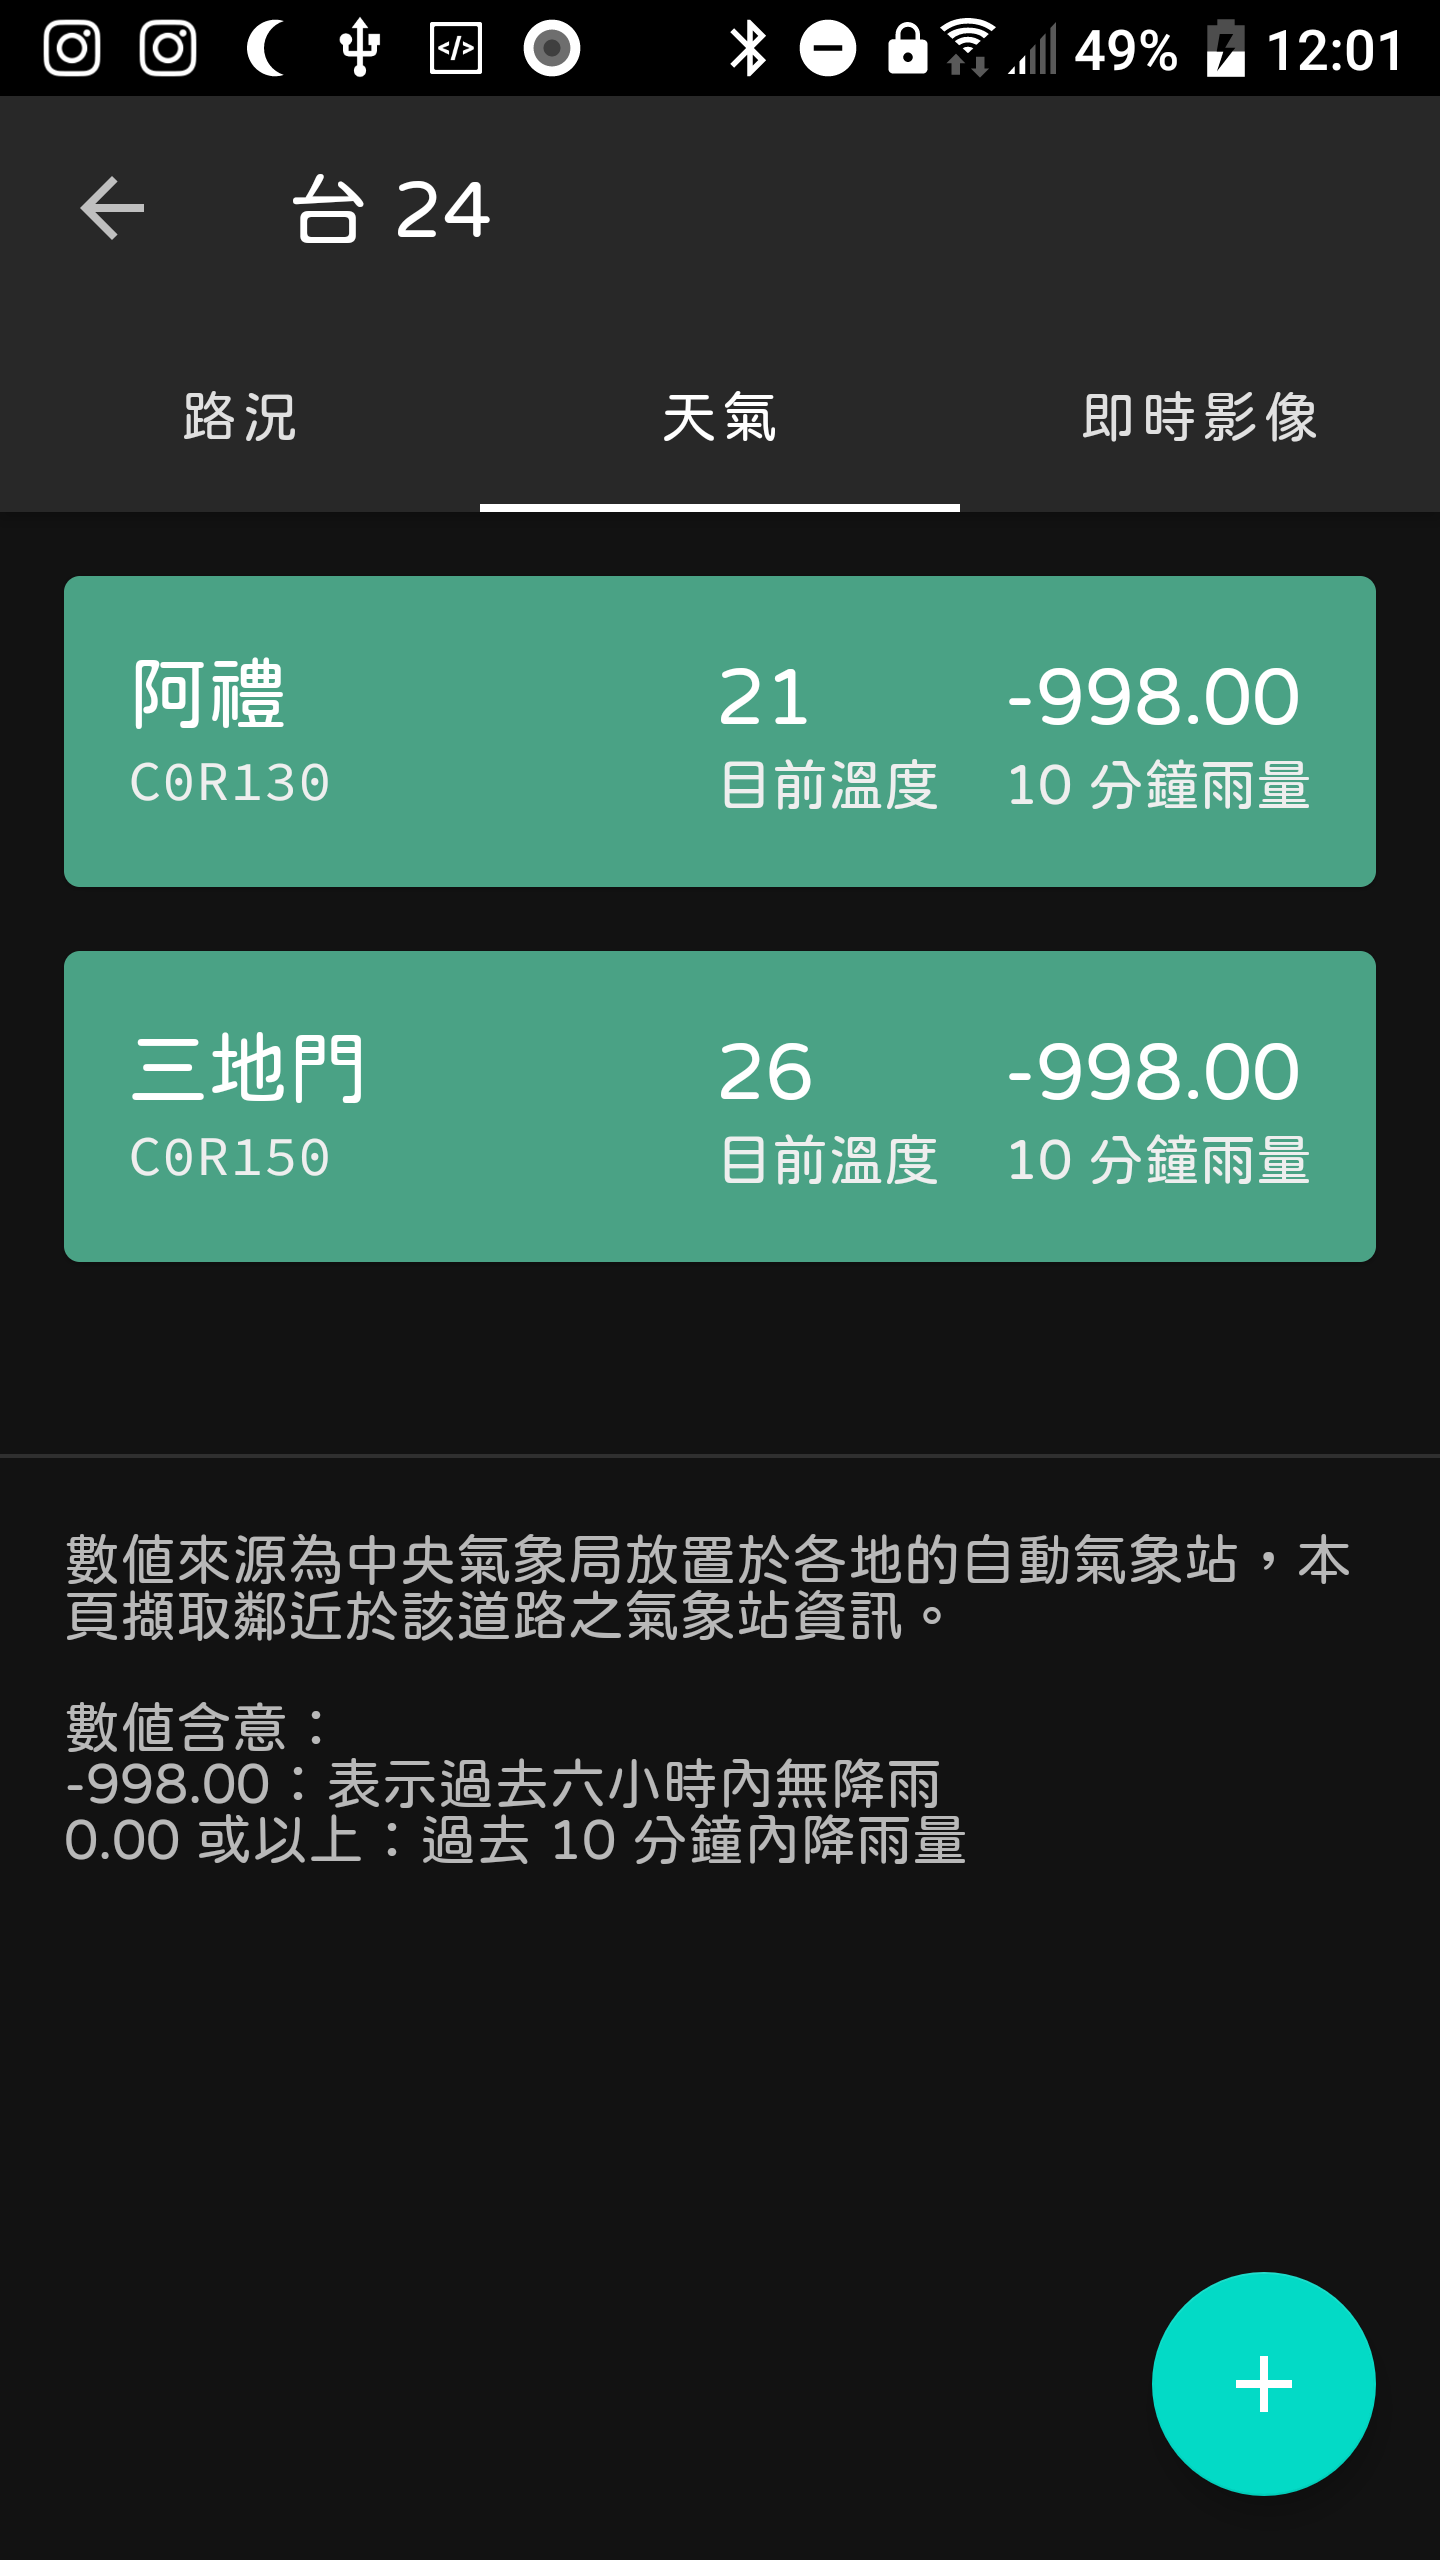 49% 12:01
台 24
路況 天氣 即時影像
阿禮 21 -998.00
C0R130 目前溫度 10 分鐘雨量
三地門 26 -998.00
C0R150 目前溫度 10 分鐘雨量
數值來源為中央氣象局放置於各地的自動氣象站，本
頁擷取鄰近於該道路之氣象站資訊。
數值含意：
-998.00：表示過去六小時內無降雨
0.00 或以上：過去 10 分鐘內降雨量